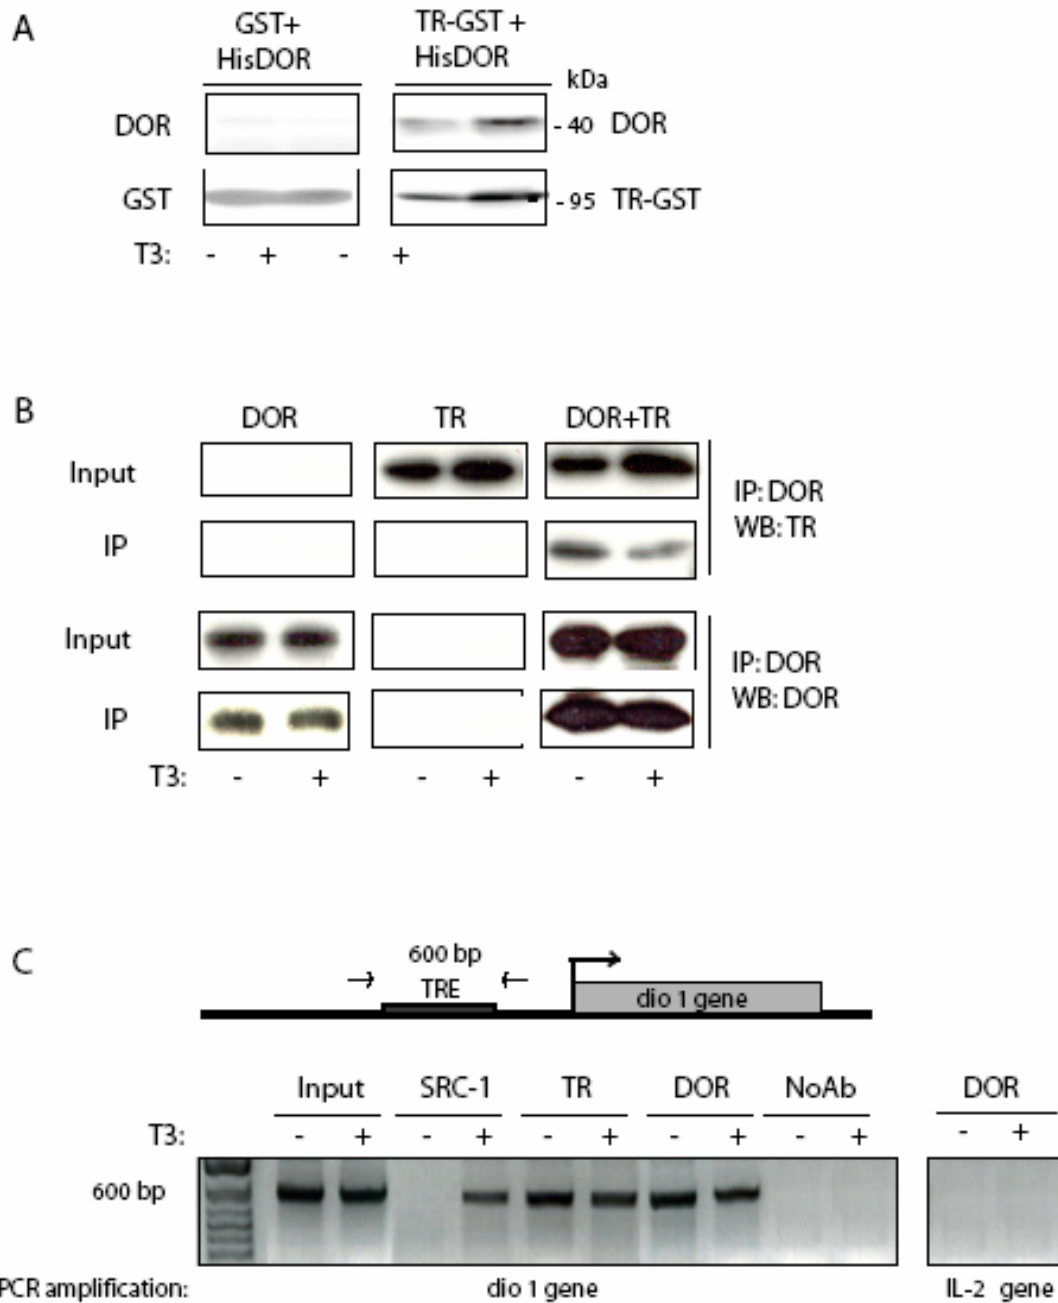 A
GST+
HisDOR
TR-GST +
HisDOR
kDa
DOR
- 40 DOR
GST
- 95 TR-GST
T3: - + - +
B
DOR TR DOR+TR
Input
IP
IP: DOR
WB: TR
Input
IP
IP: DOR
WB: DOR
T3: - + - + - +
C
600 bp
TRE
dio 1 gene
Input SRC-1 TR DOR NoAb DOR
T3: - + - + - + - + - + - +
600 bp
PCR amplification: dio 1 gene IL-2 gene